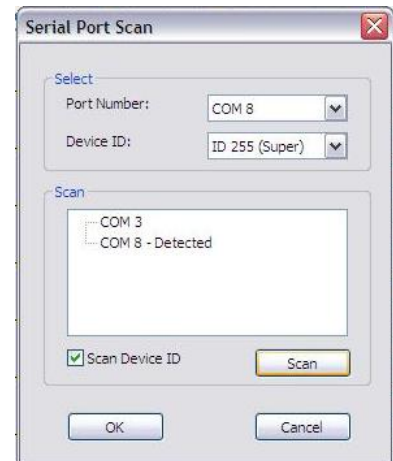 Serial Port Scan
Select
Port Number:
COM 8
Device ID:
ID 255 (Super)
Scan
COM 3
COM 8 - Detected
Scan Device ID
Scan
OK
Cancel